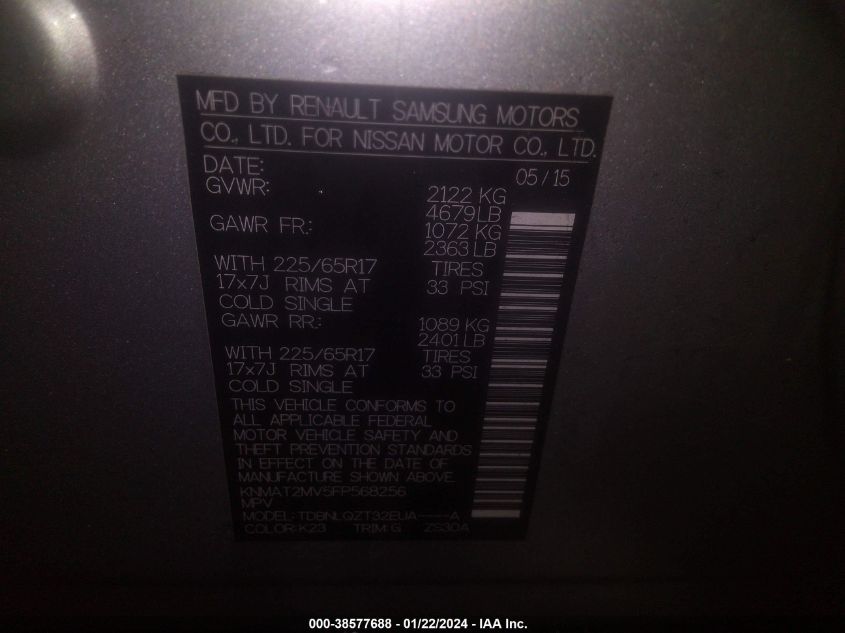 MFD BY RENAULT SAMSUNG MOTORS
CO., LTD. FOR NISSAN MOTOR CO., LTD.
DATE: 05/15
GVWR: 2122 KG
4679 LB
GAWR FR.: 1072 KG
2363 LB
WITH 225/65R17 TIRES
17x7J RIMS AT 33 PSI
COLD SINGLE
GAWR RR.: 1089 KG
2401 LB
WITH 225/65R17 TIRES
17x7J RIMS AT 33 PSI
COLD SINGLE
THIS VEHICLE CONFORMS TO
ALL APPLICABLE FEDERAL
MOTOR VEHICLE SAFETY AND
THEFT PREVENTION STANDARDS
IN EFFECT ON THE DATE OF
MANUFACTURE SHOWN ABOVE.
KNMAT2MV5FP568256
MPV
MODEL: TDBNLQZT32EUA----A
COLOR: K23 TRIM: G ZS30A
000-38577688 - 01/22/2024 - IAA Inc.